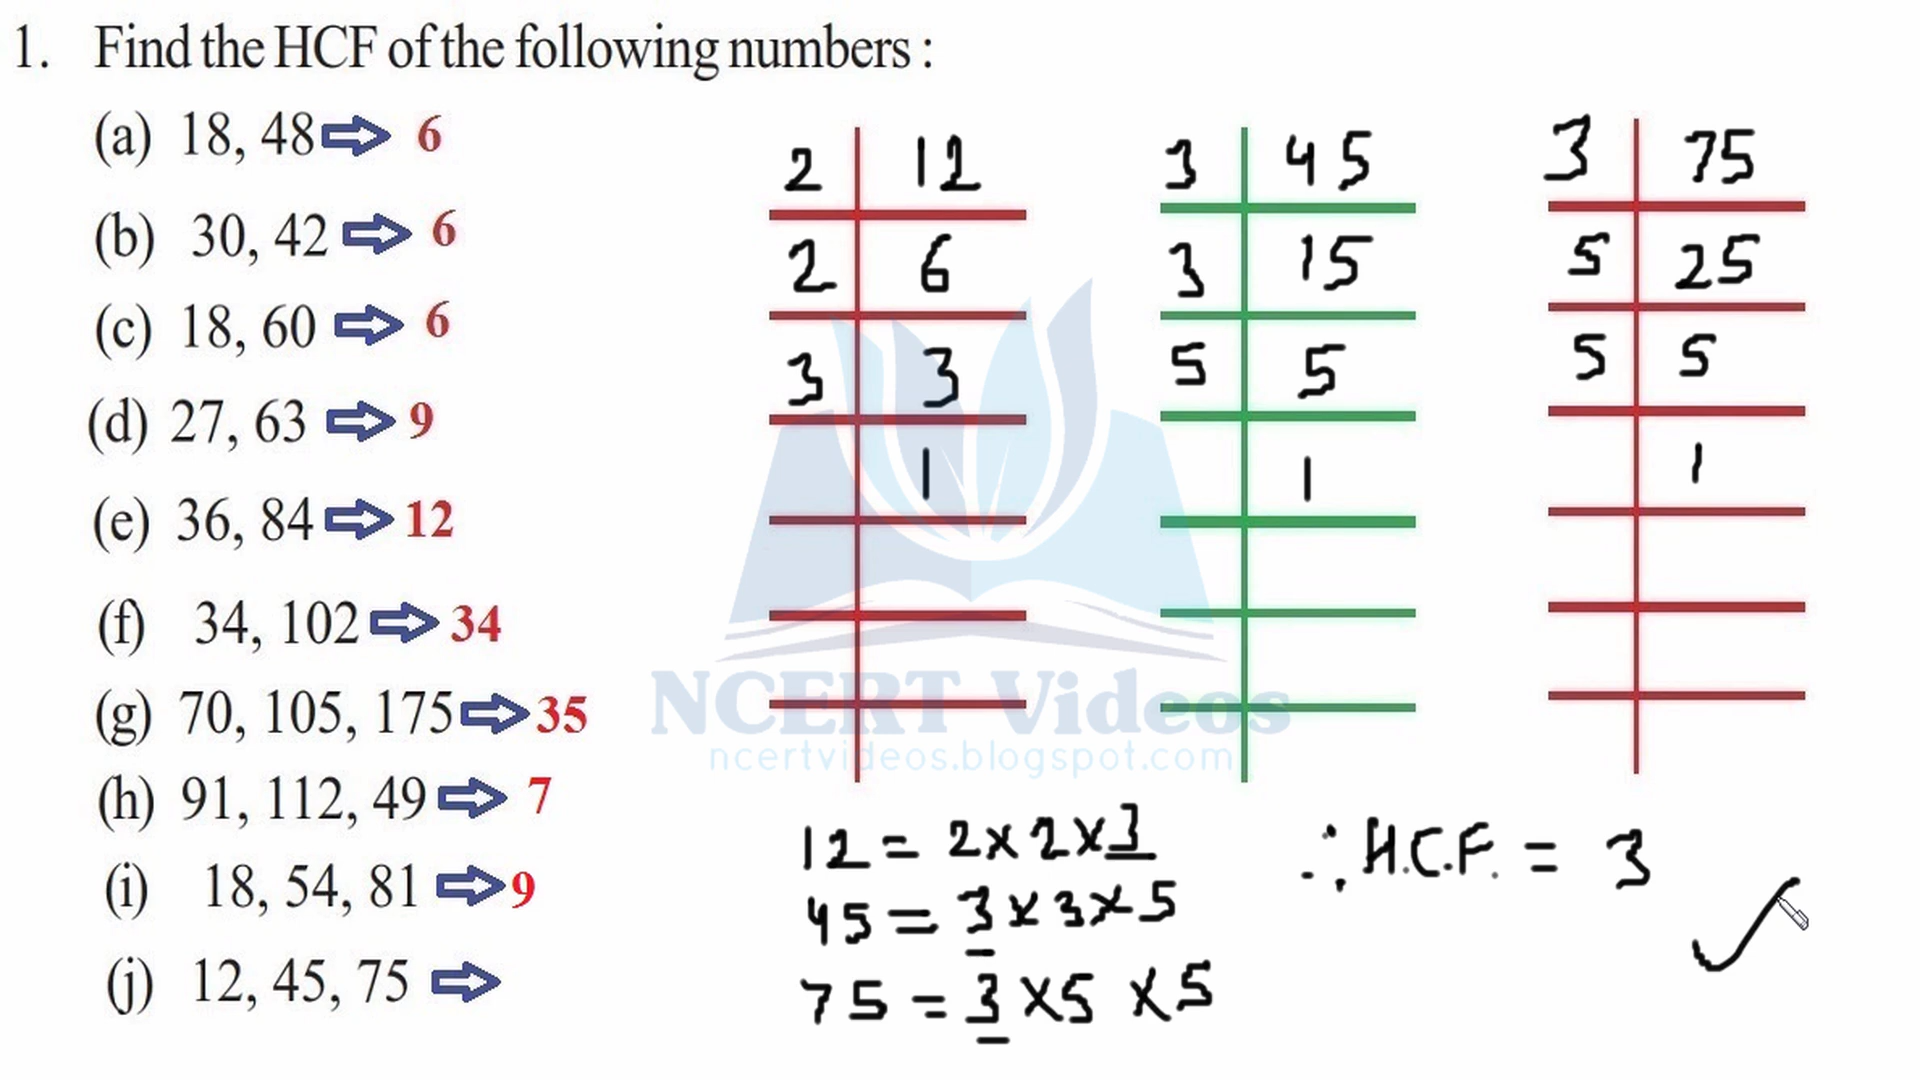 1. Find the HCF of the following numbers :
(a) 18, 48 6
(b) 30, 42 6
(c) 18, 60 6
(d) 27, 63 9
(e) 36, 84 12
(f) 34, 102 34
(g) 70, 105, 175 35
(h) 91, 112, 49 7
(i) 18, 54, 81 9
(j) 12, 45, 75
2 12
2 6
3 3
1
3 45
3 15
5 5
1
3 75
5 25
5 5
1
NCERT Videos
ncertvideos.blogspot.com
12 = 2 × 2 × 3
45 = 3 × 3 × 5
75 = 3 × 5 × 5
∴ H.C.F. = 3